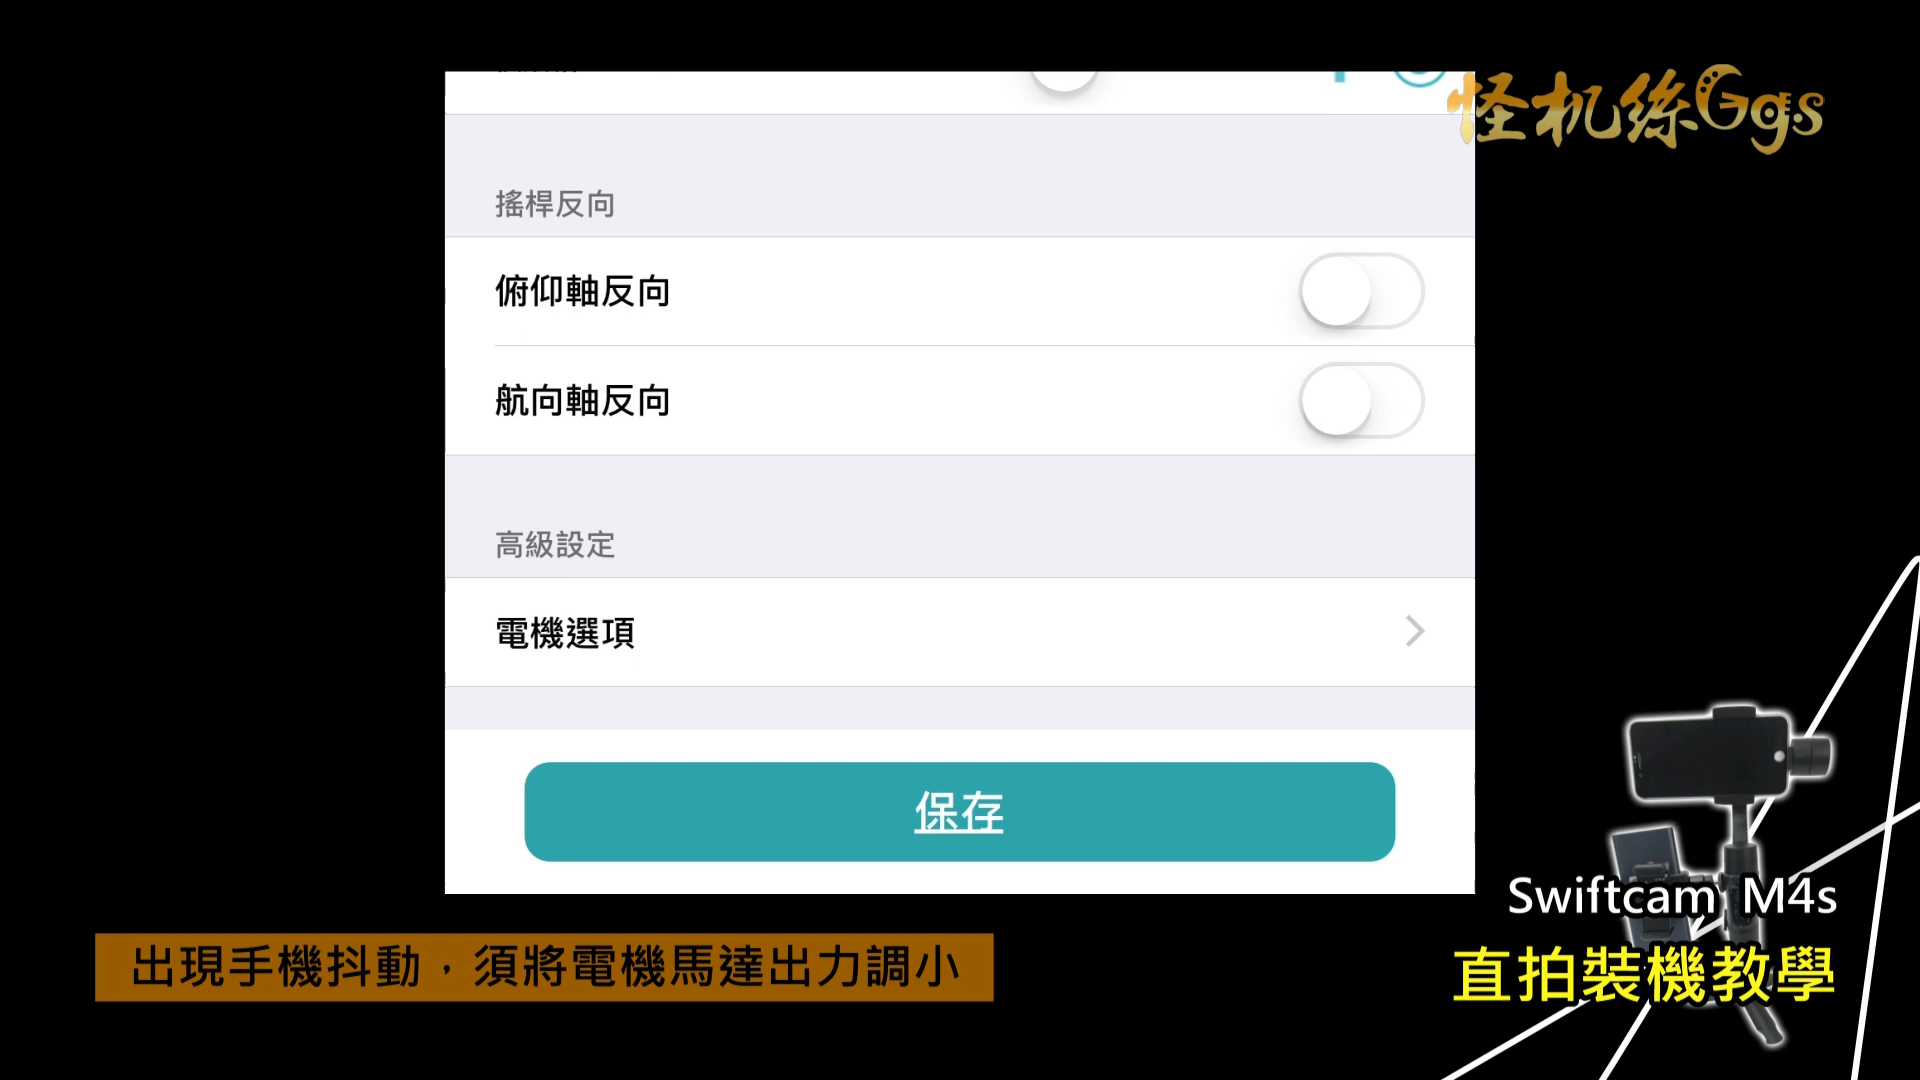 怪机絲Ggs
搖桿反向
俯仰軸反向
航向軸反向
高級設定
電機選項
保存
Swiftcam M4s
出現手機抖動，須將電機馬達出力調小
直拍裝機教學